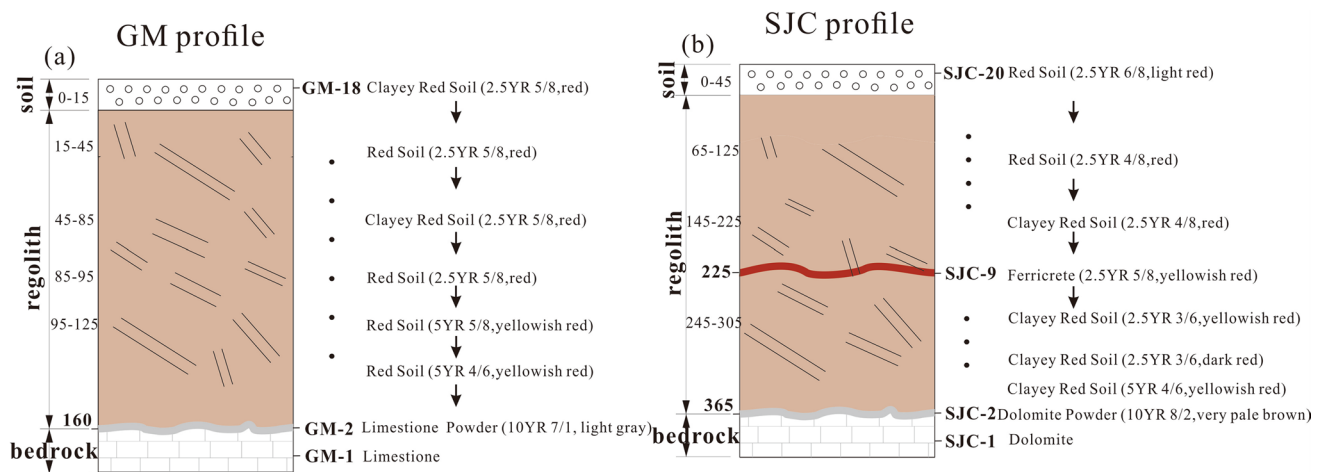 GM profile
(a)
soil
0-15
GM-18 Clayey Red Soil (2.5YR 5/8,red)
regolith
15-45
Red Soil (2.5YR 5/8,red)
45-85
Clayey Red Soil (2.5YR 5/8,red)
85-95
Red Soil (2.5YR 5/8,red)
95-125
Red Soil (5YR 5/8,yellowish red)
Red Soil (5YR 4/6,yellowish red)
160
GM-2 Limestone Powder (10YR 7/1, light gray)
bedrock
GM-1 Limestone
SJC profile
(b)
soil
0-45
SJC-20 Red Soil (2.5YR 6/8,light red)
regolith
65-125
Red Soil (2.5YR 4/8,red)
145-225
Clayey Red Soil (2.5YR 4/8,red)
225
SJC-9 Ferricrete (2.5YR 5/8,yellowish red)
245-305
Clayey Red Soil (2.5YR 3/6,yellowish red)
Clayey Red Soil (2.5YR 3/6,dark red)
Clayey Red Soil (5YR 4/6,yellowish red)
365
SJC-2 Dolomite Powder (10YR 8/2, very pale brown)
bedrock
SJC-1 Dolomite